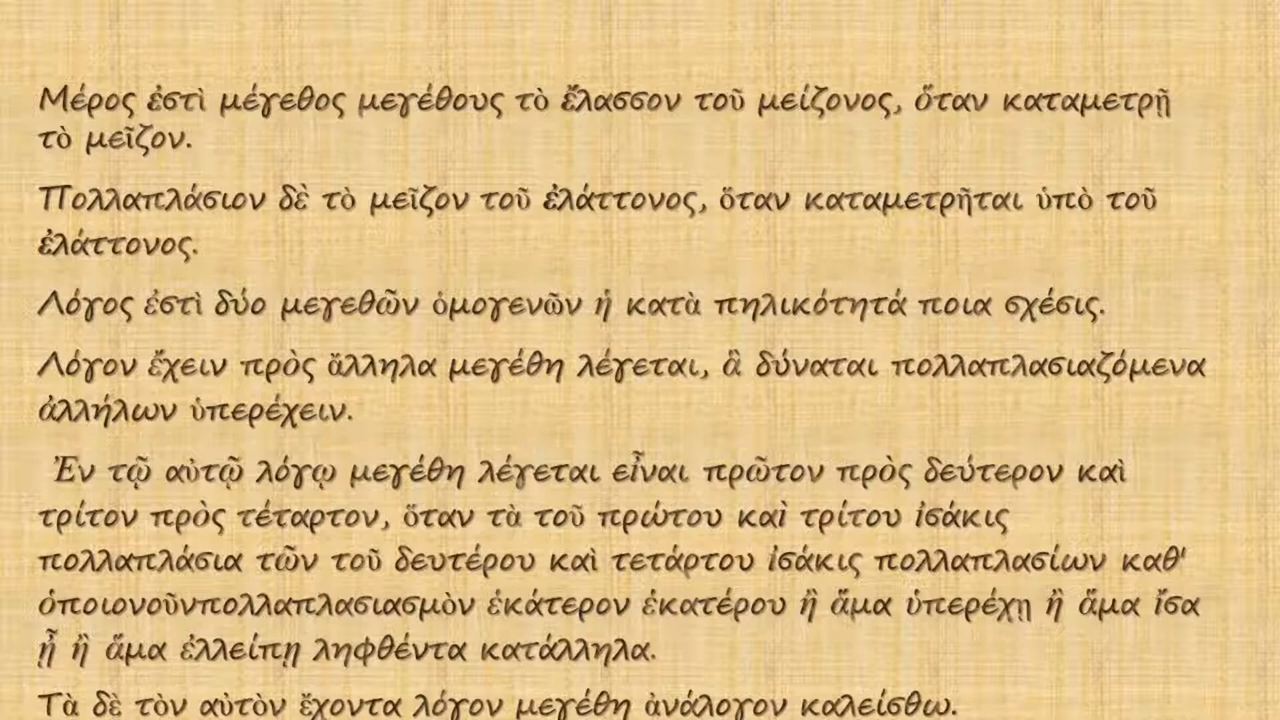 Μέρος ἐστὶ μέγεθος μεγέθους τὸ ἔλασσον τοῦ μείζονος, ὅταν καταμετρῇ
τὸ μεῖζον.
Πολλαπλάσιον δὲ τὸ μεῖζον τοῦ ἐλάττονος, ὅταν καταμετρῆται ὑπὸ τοῦ
ἐλάττονος.
Λόγος ἐστὶ δύο μεγεθῶν ὁμογενῶν ἡ κατὰ πηλικότητά ποια σχέσις.
Λόγον ἔχειν πρὸς ἄλληλα μεγέθη λέγεται, ἃ δύναται πολλαπλασιαζόμενα
ἀλλήλων ὑπερέχειν.
Ἐν τῷ αὐτῷ λόγῳ μεγέθη λέγεται εἶναι πρῶτον πρὸς δεύτερον καὶ
τρίτον πρὸς τέταρτον, ὅταν τὰ τοῦ πρώτου καὶ τρίτου ἰσάκις
πολλαπλάσια τῶν τοῦ δευτέρου καὶ τετάρτου ἰσάκις πολλαπλασίων καθ'
ὁποιονοῦνπολλαπλασιασμὸν ἑκάτερον ἑκατέρου ἢ ἅμα ὑπερέχῃ ἢ ἅμα ἴσα
ᾖ ἢ ἅμα ἐλλείπῃ ληφθέντα κατάλληλα.
Τὰ δὲ τὸν αὐτὸν ἔχοντα λόγον μεγέθη ἀνάλογον καλείσθω.